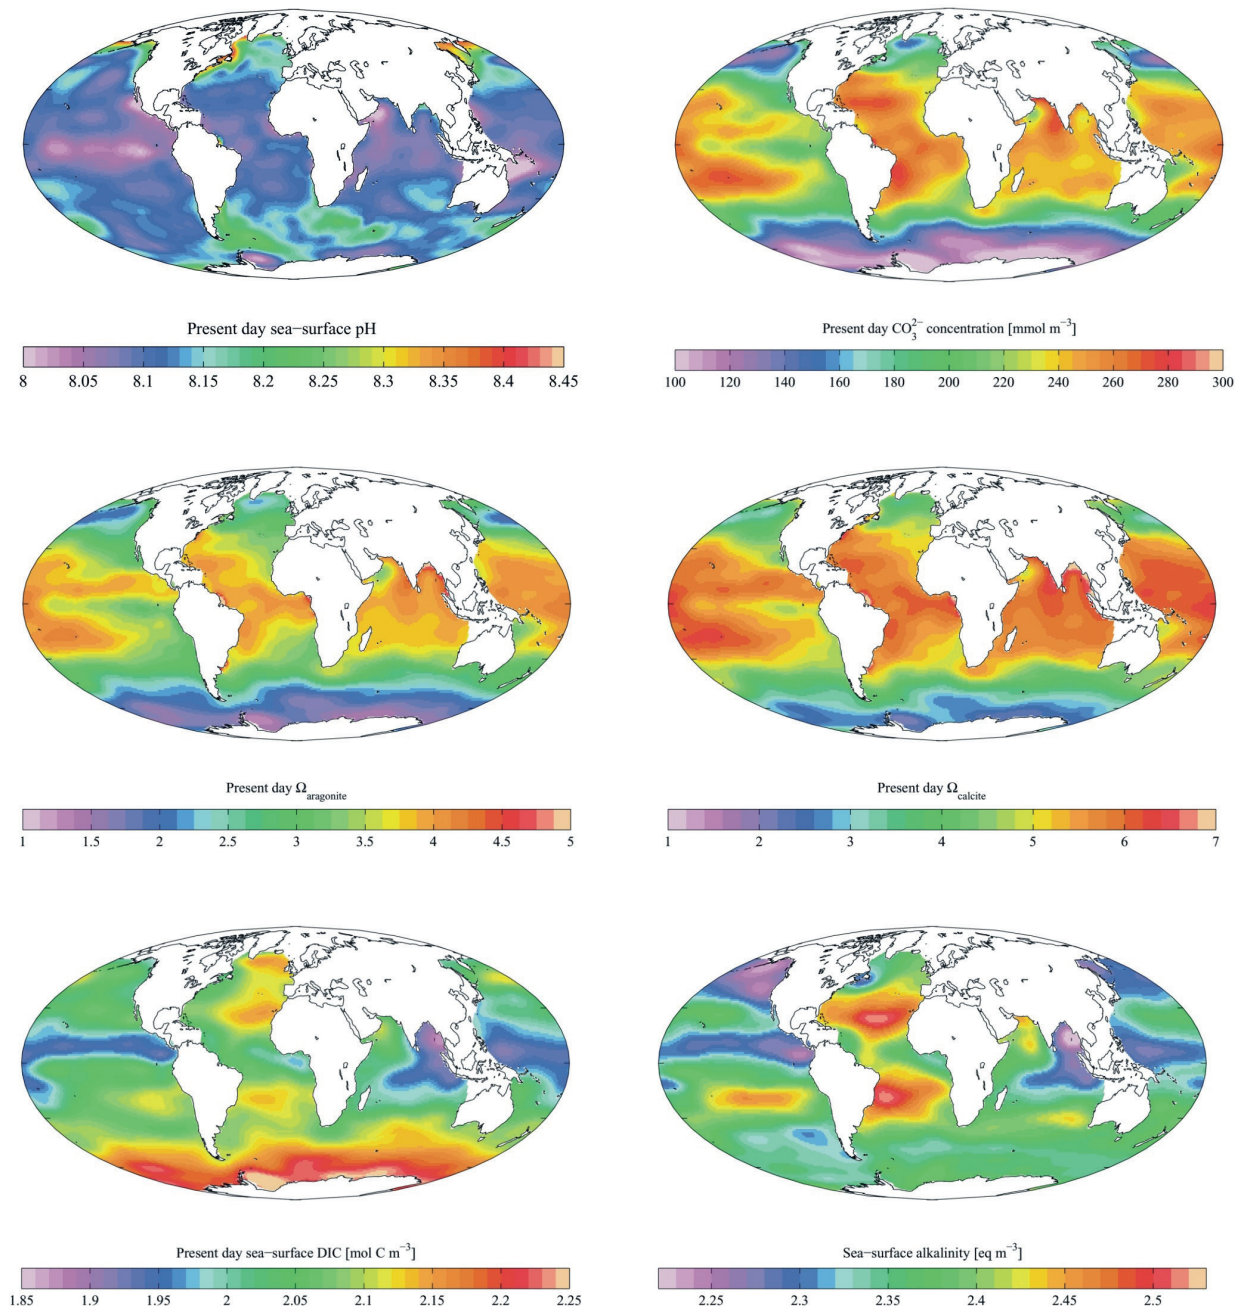 Present day sea−surface pH
8 8.05 8.1 8.15 8.2 8.25 8.3 8.35 8.4 8.45
Present day CO₃²⁻ concentration [mmol m⁻³]
100 120 140 160 180 200 220 240 260 280 300
Present day Ωaragonite
1 1.5 2 2.5 3 3.5 4 4.5 5
Present day Ωcalcite
1 2 3 4 5 6 7
Present day sea−surface DIC [mol C m⁻³]
1.85 1.9 1.95 2 2.05 2.1 2.15 2.2 2.25
Sea−surface alkalinity [eq m⁻³]
2.25 2.3 2.35 2.4 2.45 2.5